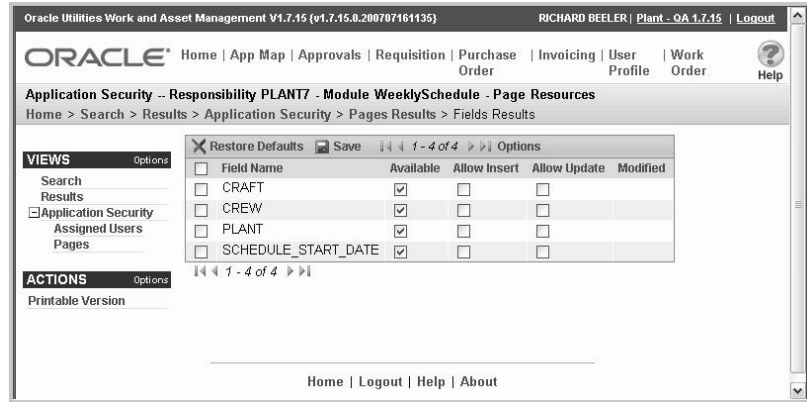 Oracle Utilities Work and Asset Management V1.7.15 {v1.7.15.0.200707161135} RICHARD BEELER | Plant - QA 1.7.15 | Logout
ORACLE Home | App Map | Approvals | Requisition | Purchase Order | Invoicing | User Profile | Work Order
Help
Application Security -- Responsibility PLANT7 - Module WeeklySchedule - Page Resources
Home > Search > Results > Application Security > Pages Results > Fields Results
VIEWS Options
Search
Results
Application Security
Assigned Users
Pages
ACTIONS Options
Printable Version
Restore Defaults Save 1 - 4 of 4 Options
Field Name Available Allow Insert Allow Update Modified
CRAFT
CREW
PLANT
SCHEDULE_START_DATE
1 - 4 of 4
Home | Logout | Help | About